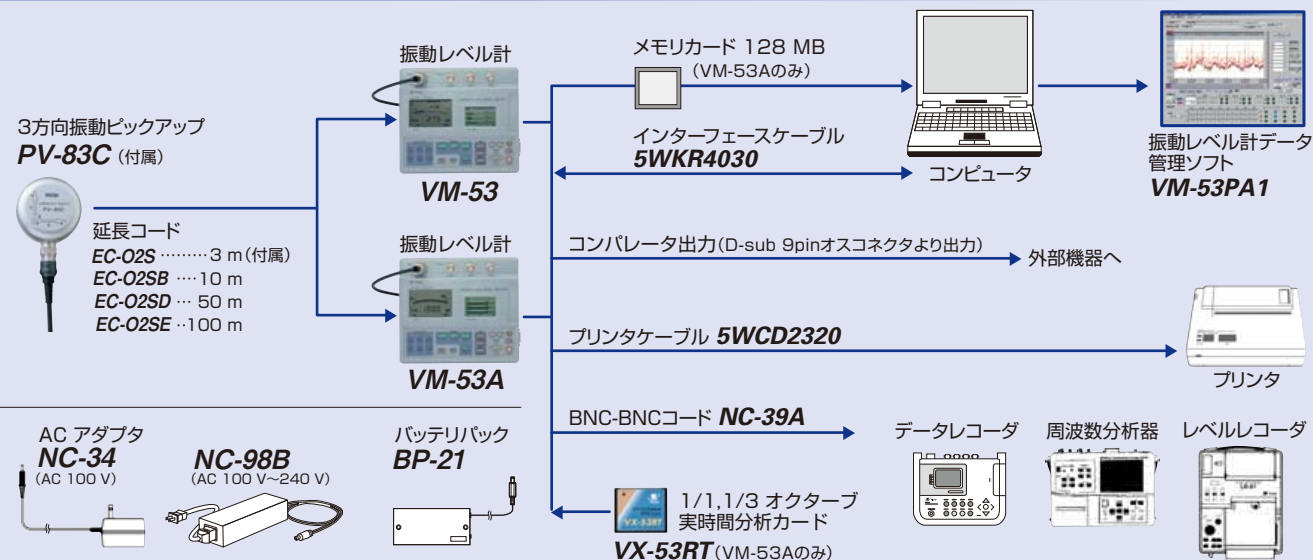 3方向振動ピックアップ
PV-83C (付属)
延長コード
EC-02S ………3 m(付属)
EC-02SB ‥‥10 m
EC-02SD … 50 m
EC-02SE ‥100 m
振動レベル計
VM-53
振動レベル計
VM-53A
メモリカード 128 MB
(VM-53Aのみ)
インターフェースケーブル
5WKR4030
コンピュータ
振動レベル計データ
管理ソフト
VM-53PA1
コンパレータ出力(D-sub 9pinオスコネクタより出力)
外部機器へ
プリンタケーブル 5WCD2320
プリンタ
BNC-BNCコード NC-39A
データレコーダ
周波数分析器
レベルレコーダ
VX-53RT
1/1,1/3 オクターブ
実時間分析カード
VX-53RT(VM-53Aのみ)
AC アダプタ
NC-34
(AC 100 V)
NC-98B
(AC 100 V~240 V)
バッテリパック
BP-21